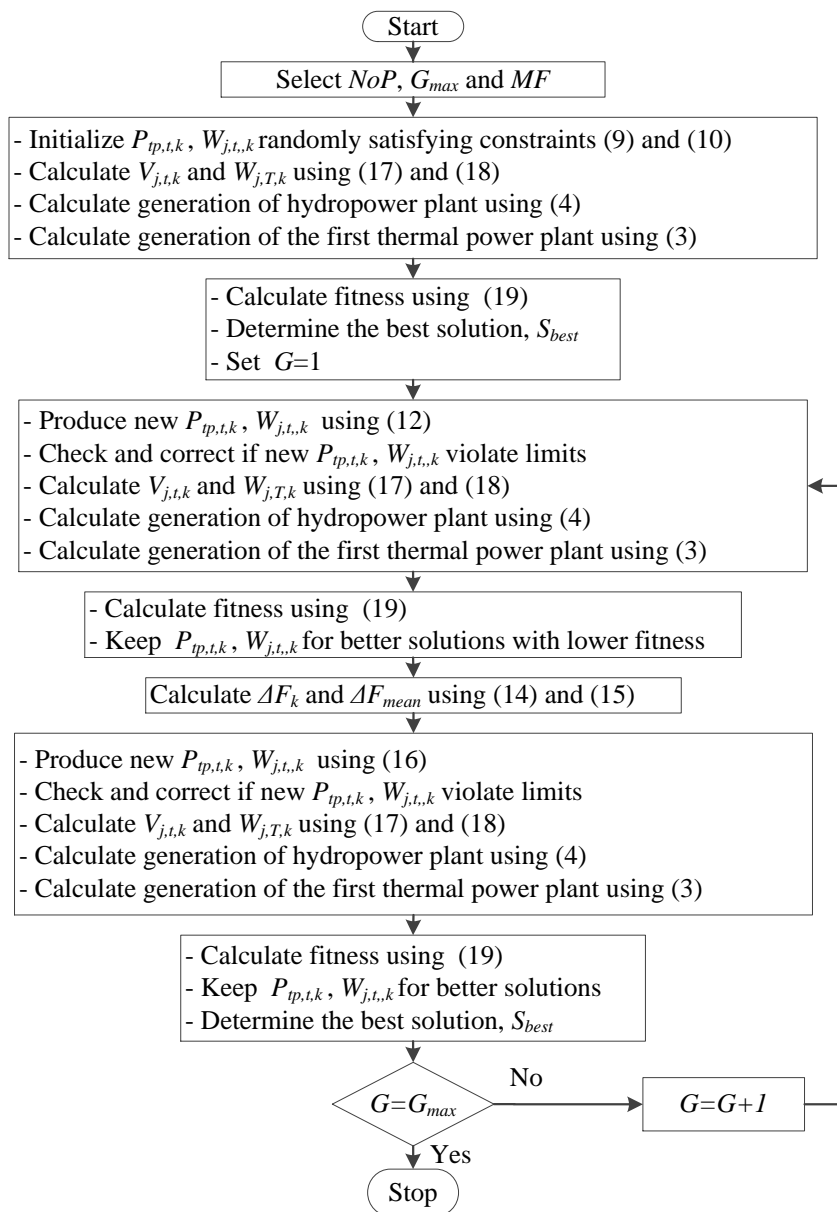 Start
Select NoP, Gmax and MF
- Initialize Ptp,t,k, Wj,t,,k randomly satisfying constraints (9) and (10)
- Calculate Vj,t,k and Wj,T,k using (17) and (18)
- Calculate generation of hydropower plant using (4)
- Calculate generation of the first thermal power plant using (3)
- Calculate fitness using (19)
- Determine the best solution, Sbest
- Set G=1
- Produce new Ptp,t,k, Wj,t,,k using (12)
- Check and correct if new Ptp,t,k, Wj,t,,k violate limits
- Calculate Vj,t,k and Wj,T,k using (17) and (18)
- Calculate generation of hydropower plant using (4)
- Calculate generation of the first thermal power plant using (3)
- Calculate fitness using (19)
- Keep Ptp,t,k, Wj,t,,k for better solutions with lower fitness
Calculate ΔFk and ΔFmean using (14) and (15)
- Produce new Ptp,t,k, Wj,t,,k using (16)
- Check and correct if new Ptp,t,k, Wj,t,,k violate limits
- Calculate Vj,t,k and Wj,T,k using (17) and (18)
- Calculate generation of hydropower plant using (4)
- Calculate generation of the first thermal power plant using (3)
- Calculate fitness using (19)
- Keep Ptp,t,k, Wj,t,,k for better solutions
- Determine the best solution, Sbest
G=Gmax
No
G=G+1
Yes
Stop